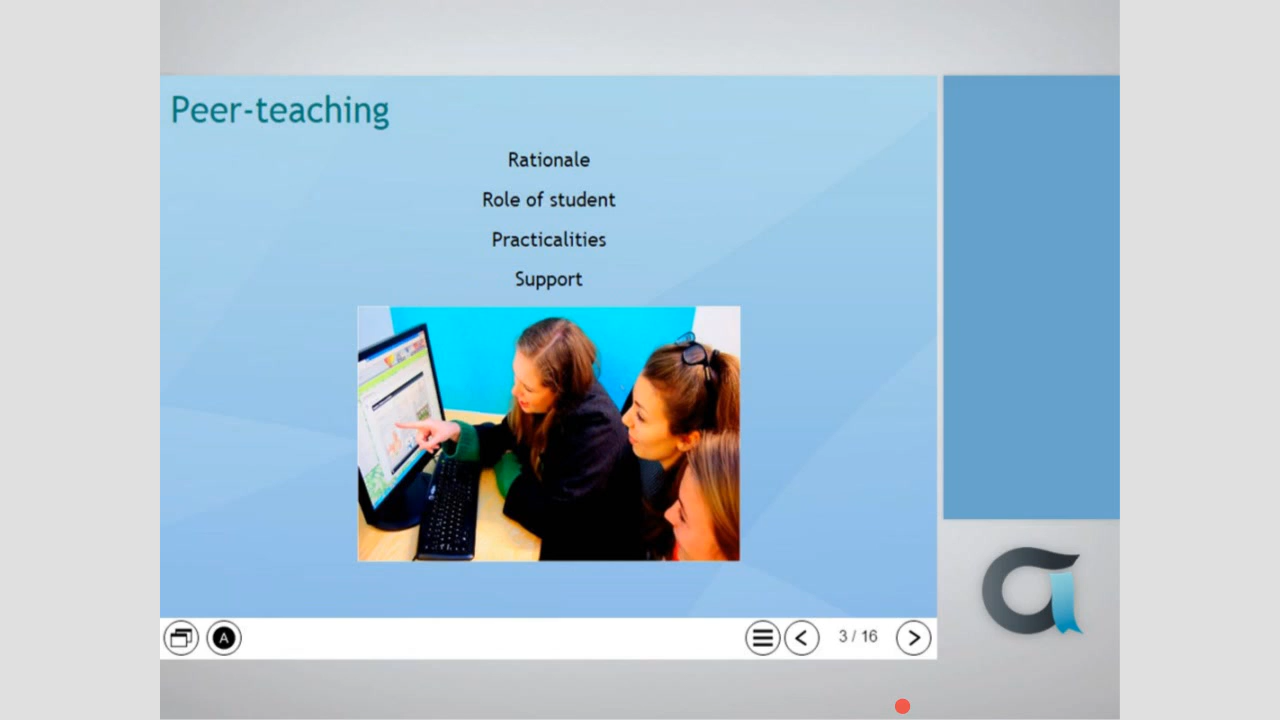 Peer-teaching
Rationale
Role of student
Practicalities
Support
A
3 / 16